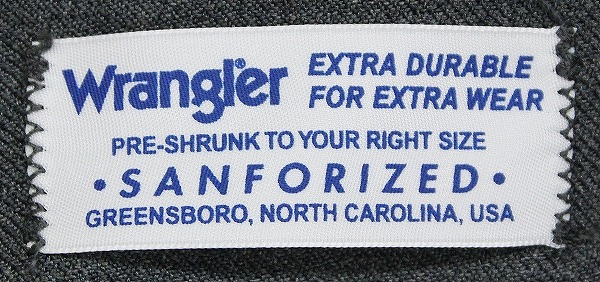 Wrangler® EXTRA DURABLE
FOR EXTRA WEAR
PRE-SHRUNK TO YOUR RIGHT SIZE
• SANFORIZED •
GREENSBORO, NORTH CAROLINA, USA